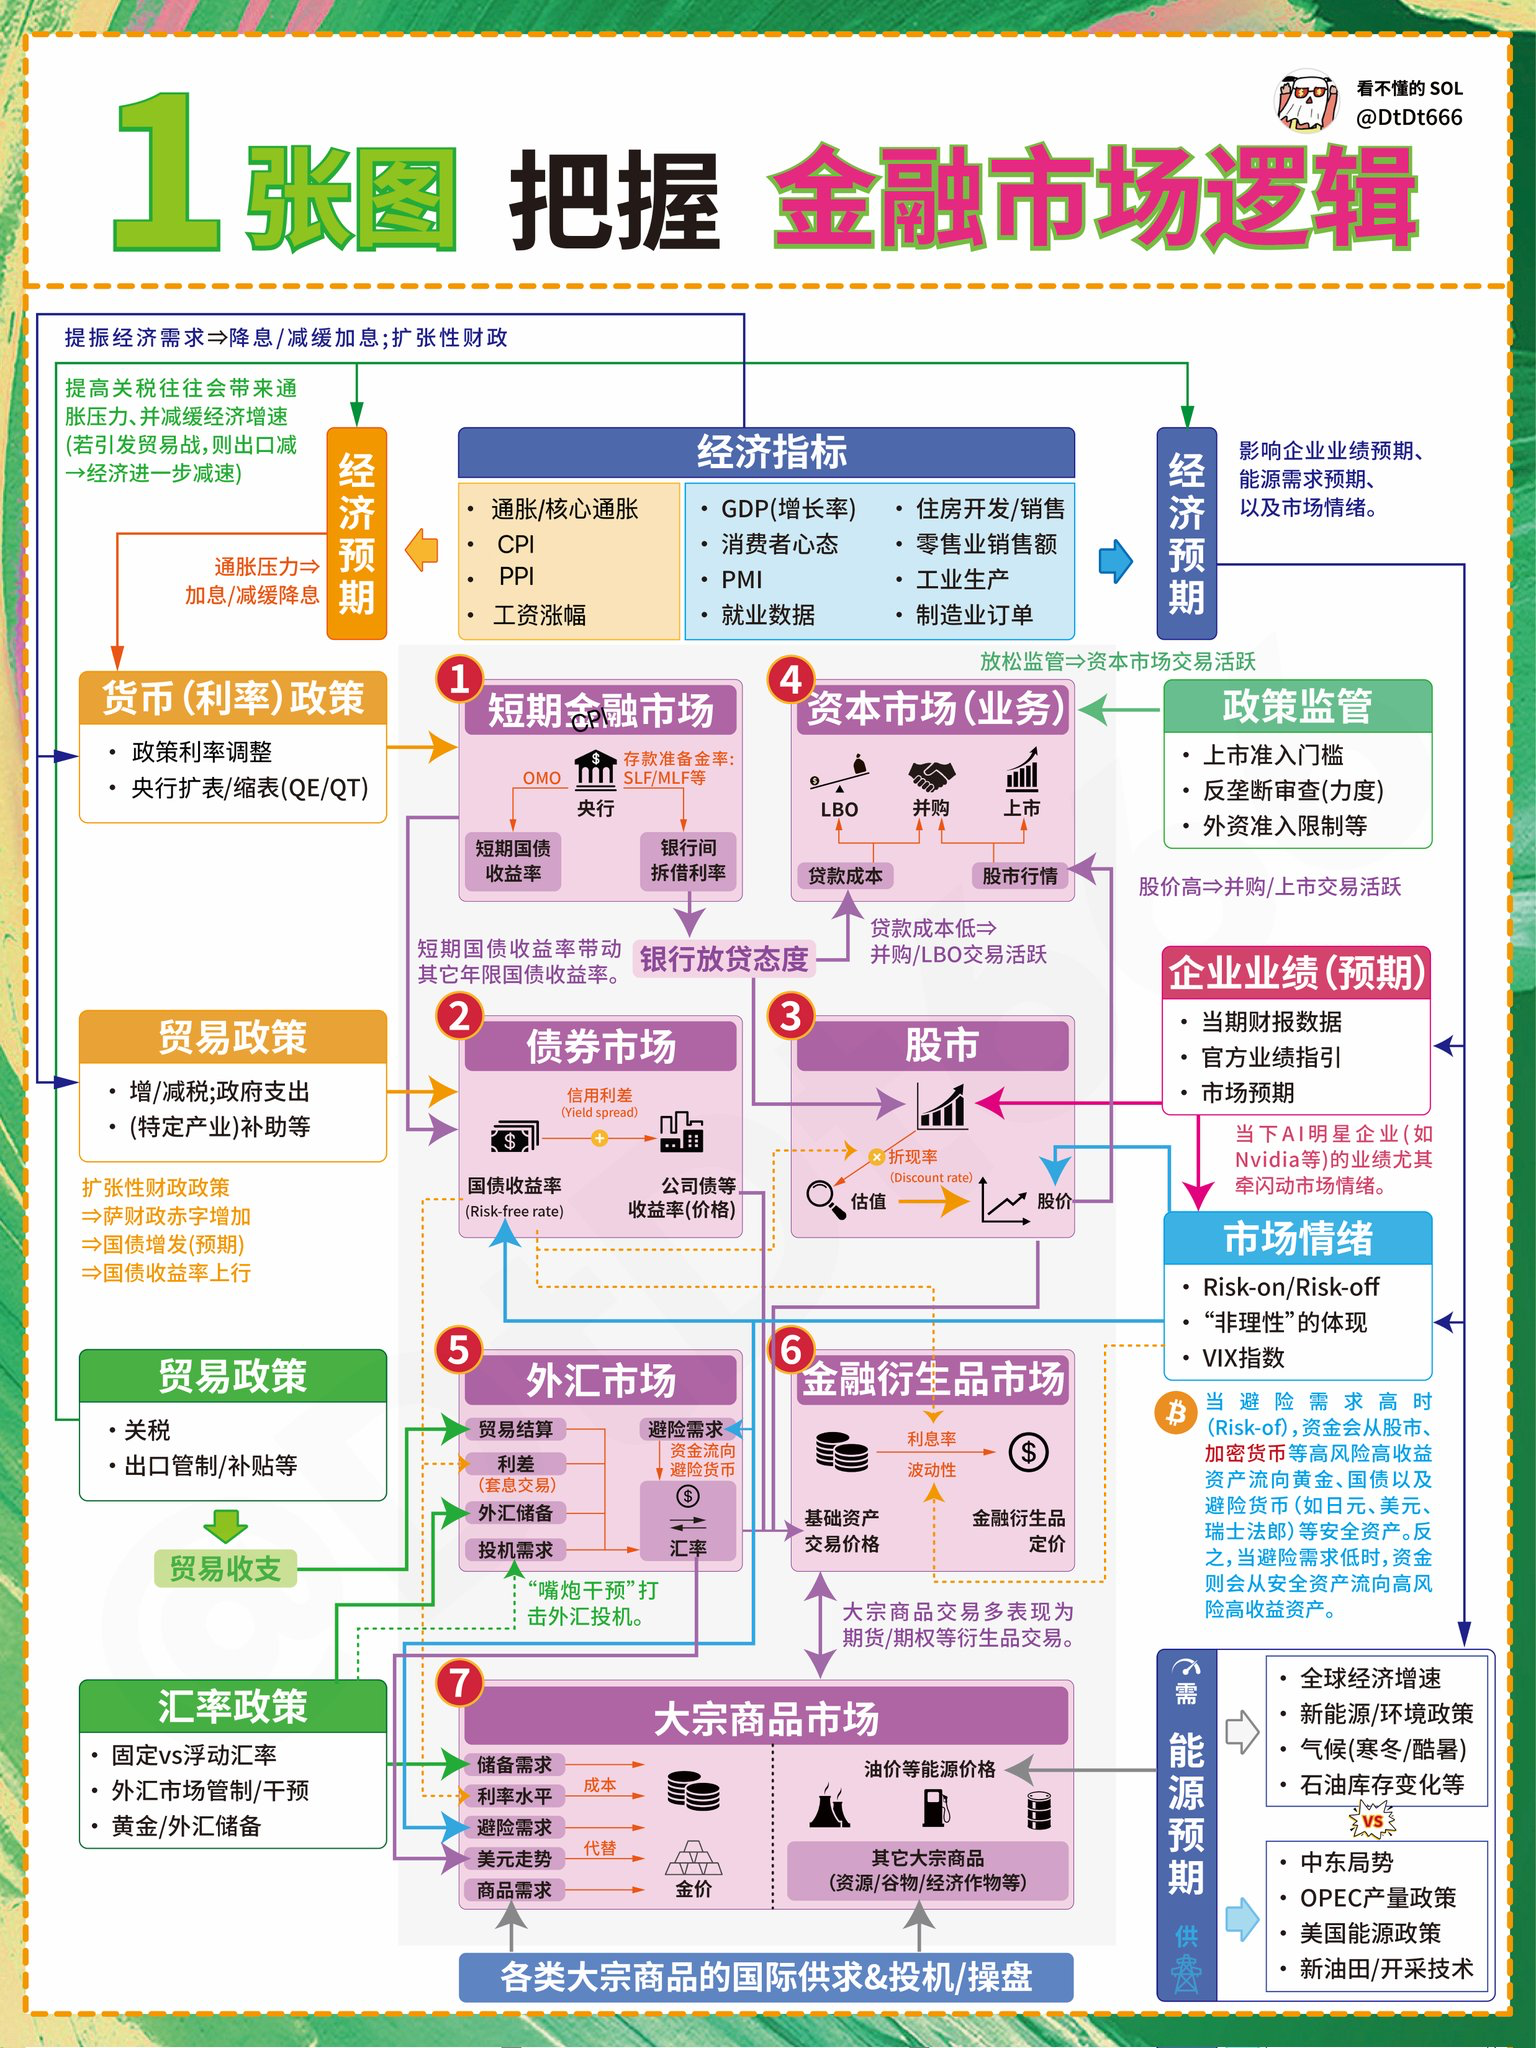 看不懂的 SOL
@DtDt666
1张图 把握 金融市场逻辑
提振经济需求⇒降息/减缓加息;扩张性财政
提高关税往往会带来通
胀压力、并减缓经济增速
(若引发贸易战,则出口减
→经济进一步减速)
经济预期
通胀压力⇒
加息/减缓降息
经济指标
• 通胀/核心通胀
• CPI
• PPI
• 工资涨幅
• GDP(增长率)
• 消费者心态
• PMI
• 就业数据
• 住房开发/销售
• 零售业销售额
• 工业生产
• 制造业订单
经济预期
影响企业业绩预期、
能源需求预期、
以及市场情绪。
货币(利率)政策
• 政策利率调整
• 央行扩表/缩表(QE/QT)
1
短期金融市场
CPI
OMO
存款准备金率:
SLF/MLF等
央行
短期国债
收益率
银行间
拆借利率
4
资本市场(业务)
LBO
并购
上市
贷款成本
股市行情
放松监管⇒资本市场交易活跃
政策监管
• 上市准入门槛
• 反垄断审查(力度)
• 外资准入限制等
股价高⇒并购/上市交易活跃
短期国债收益率带动
其它年限国债收益率。
银行放贷态度
贷款成本低⇒
并购/LBO交易活跃
企业业绩(预期)
• 当期财报数据
• 官方业绩指引
• 市场预期
贸易政策
• 增/减税;政府支出
• (特定产业)补助等
扩张性财政政策
⇒萨财政赤字增加
⇒国债增发(预期)
⇒国债收益率上行
2
债券市场
信用利差
(Yield spread)
国债收益率
(Risk-free rate)
公司债等
收益率(价格)
3
股市
折现率
(Discount rate)
估值
股价
当下AI明星企业(如
Nvidia等)的业绩尤其
牵闪动市场情绪。
市场情绪
• Risk-on/Risk-off
• “非理性”的体现
• VIX指数
当避险需求高时
(Risk-of),资金会从股市、
加密货币等高风险高收益
资产流向黄金、国债以及
避险货币(如日元、美元、
瑞士法郎)等安全资产。反
之,当避险需求低时,资金
则会从安全资产流向高风
险高收益资产。
贸易政策
• 关税
• 出口管制/补贴等
贸易收支
5
外汇市场
贸易结算
利差
(套息交易)
外汇储备
投机需求
避险需求
资金流向
避险货币
汇率
“嘴炮干预”打
击外汇投机。
6
金融衍生品市场
利息率
波动性
基础资产
交易价格
金融衍生品
定价
大宗商品交易多表现为
期货/期权等衍生品交易。
汇率政策
• 固定vs浮动汇率
• 外汇市场管制/干预
• 黄金/外汇储备
7
大宗商品市场
储备需求
利率水平
避险需求
美元走势
商品需求
成本
代替
金价
油价等能源价格
其它大宗商品
(资源/谷物/经济作物等)
各类大宗商品的国际供求&投机/操盘
需
能源预期
供
• 全球经济增速
• 新能源/环境政策
• 气候(寒冬/酷暑)
• 石油库存变化等
VS
• 中东局势
• OPEC产量政策
• 美国能源政策
• 新油田/开采技术